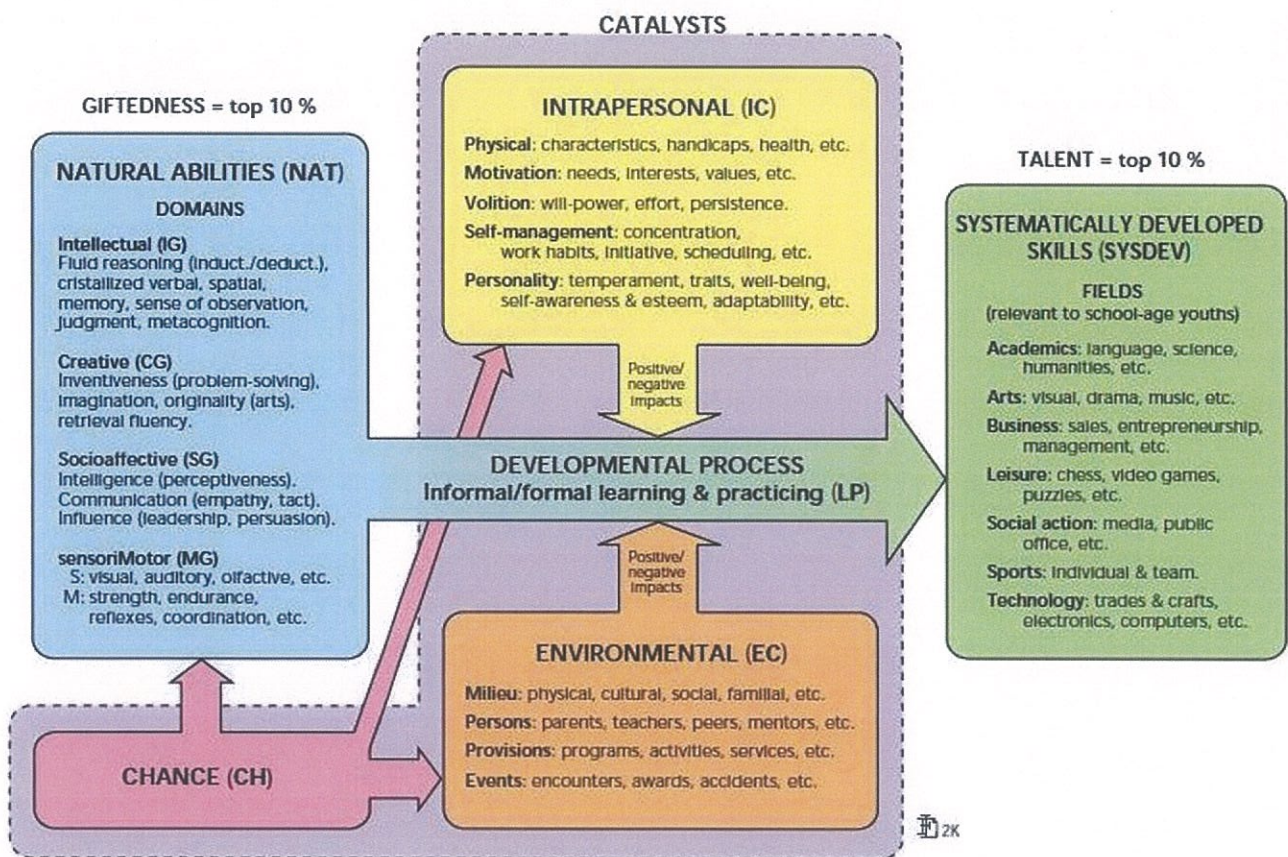 CATALYSTS
GIFTEDNESS = top 10 %
NATURAL ABILITIES (NAT)
DOMAINS
Intellectual (IG)
Fluid reasoning (induct./deduct.),
cristallized verbal, spatial,
memory, sense of observation,
judgment, metacognition.
Creative (CG)
Inventiveness (problem-solving),
imagination, originality (arts),
retrieval fluency.
Socioaffective (SG)
Intelligence (perceptiveness).
Communication (empathy, tact).
Influence (leadership, persuasion).
sensoriMotor (MG)
S: visual, auditory, olfactive, etc.
M: strength, endurance,
reflexes, coordination, etc.
INTRAPERSONAL (IC)
Physical: characteristics, handicaps, health, etc.
Motivation: needs, interests, values, etc.
Volition: will-power, effort, persistence.
Self-management: concentration,
work habits, initiative, scheduling, etc.
Personality: temperament, traits, well-being,
self-awareness & esteem, adaptability, etc.
Positive/
negative
impacts
DEVELOPMENTAL PROCESS
Informal/formal learning & practicing (LP)
Positive/
negative
impacts
ENVIRONMENTAL (EC)
Milieu: physical, cultural, social, familial, etc.
Persons: parents, teachers, peers, mentors, etc.
Provisions: programs, activities, services, etc.
Events: encounters, awards, accidents, etc.
CHANCE (CH)
TALENT = top 10 %
SYSTEMATICALLY DEVELOPED
SKILLS (SYSDEV)
FIELDS
(relevant to school-age youths)
Academics: language, science,
humanities, etc.
Arts: visual, drama, music, etc.
Business: sales, entrepreneurship,
management, etc.
Leisure: chess, video games,
puzzles, etc.
Social action: media, public
office, etc.
Sports: individual & team.
Technology: trades & crafts,
electronics, computers, etc.
2K